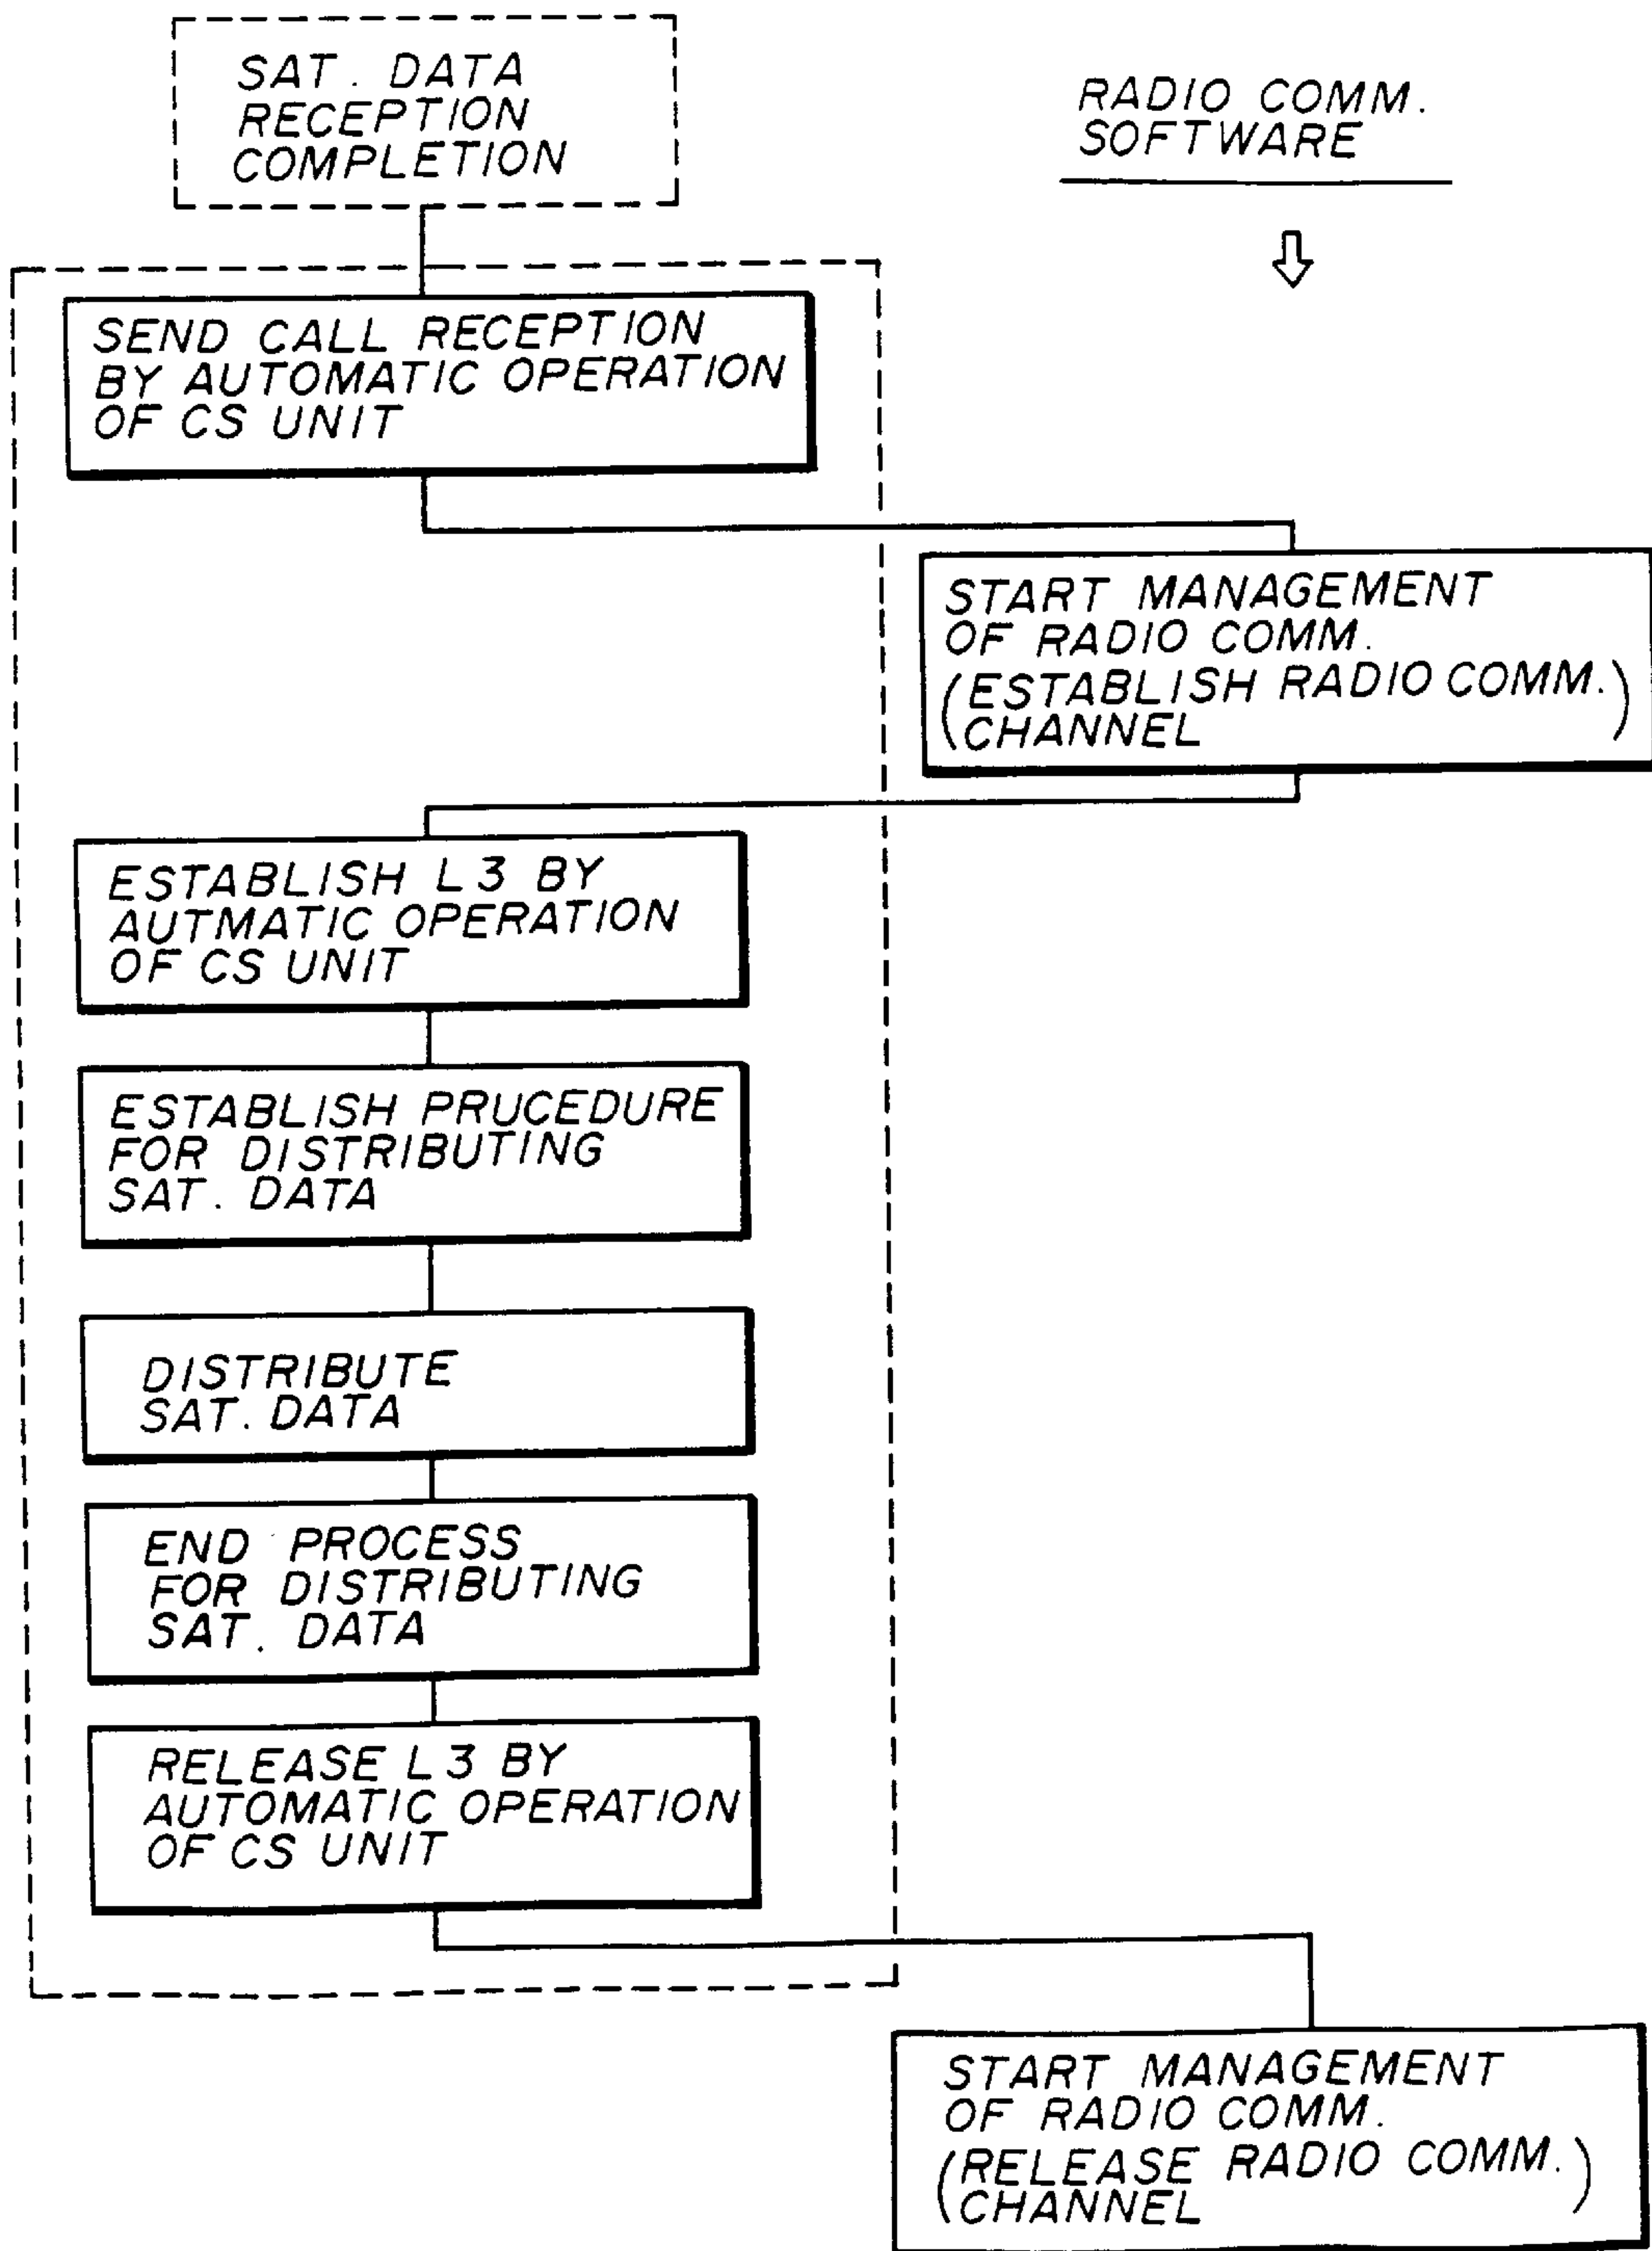 SAT. DATA
RECEPTION
COMPLETION
RADIO COMM.
SOFTWARE
SEND CALL RECEPTION
BY AUTOMATIC OPERATION
OF CS UNIT
START MANAGEMENT
OF RADIO COMM.
(ESTABLISH RADIO COMM.)
CHANNEL
ESTABLISH L3 BY
AUTMATIC OPERATION
OF CS UNIT
ESTABLISH PRUCEDURE
FOR DISTRIBUTING
SAT. DATA
DISTRIBUTE
SAT. DATA
END PROCESS
FOR DISTRIBUTING
SAT. DATA
RELEASE L3 BY
AUTOMATIC OPERATION
OF CS UNIT
START MANAGEMENT
OF RADIO COMM.
(RELEASE RADIO COMM.)
CHANNEL